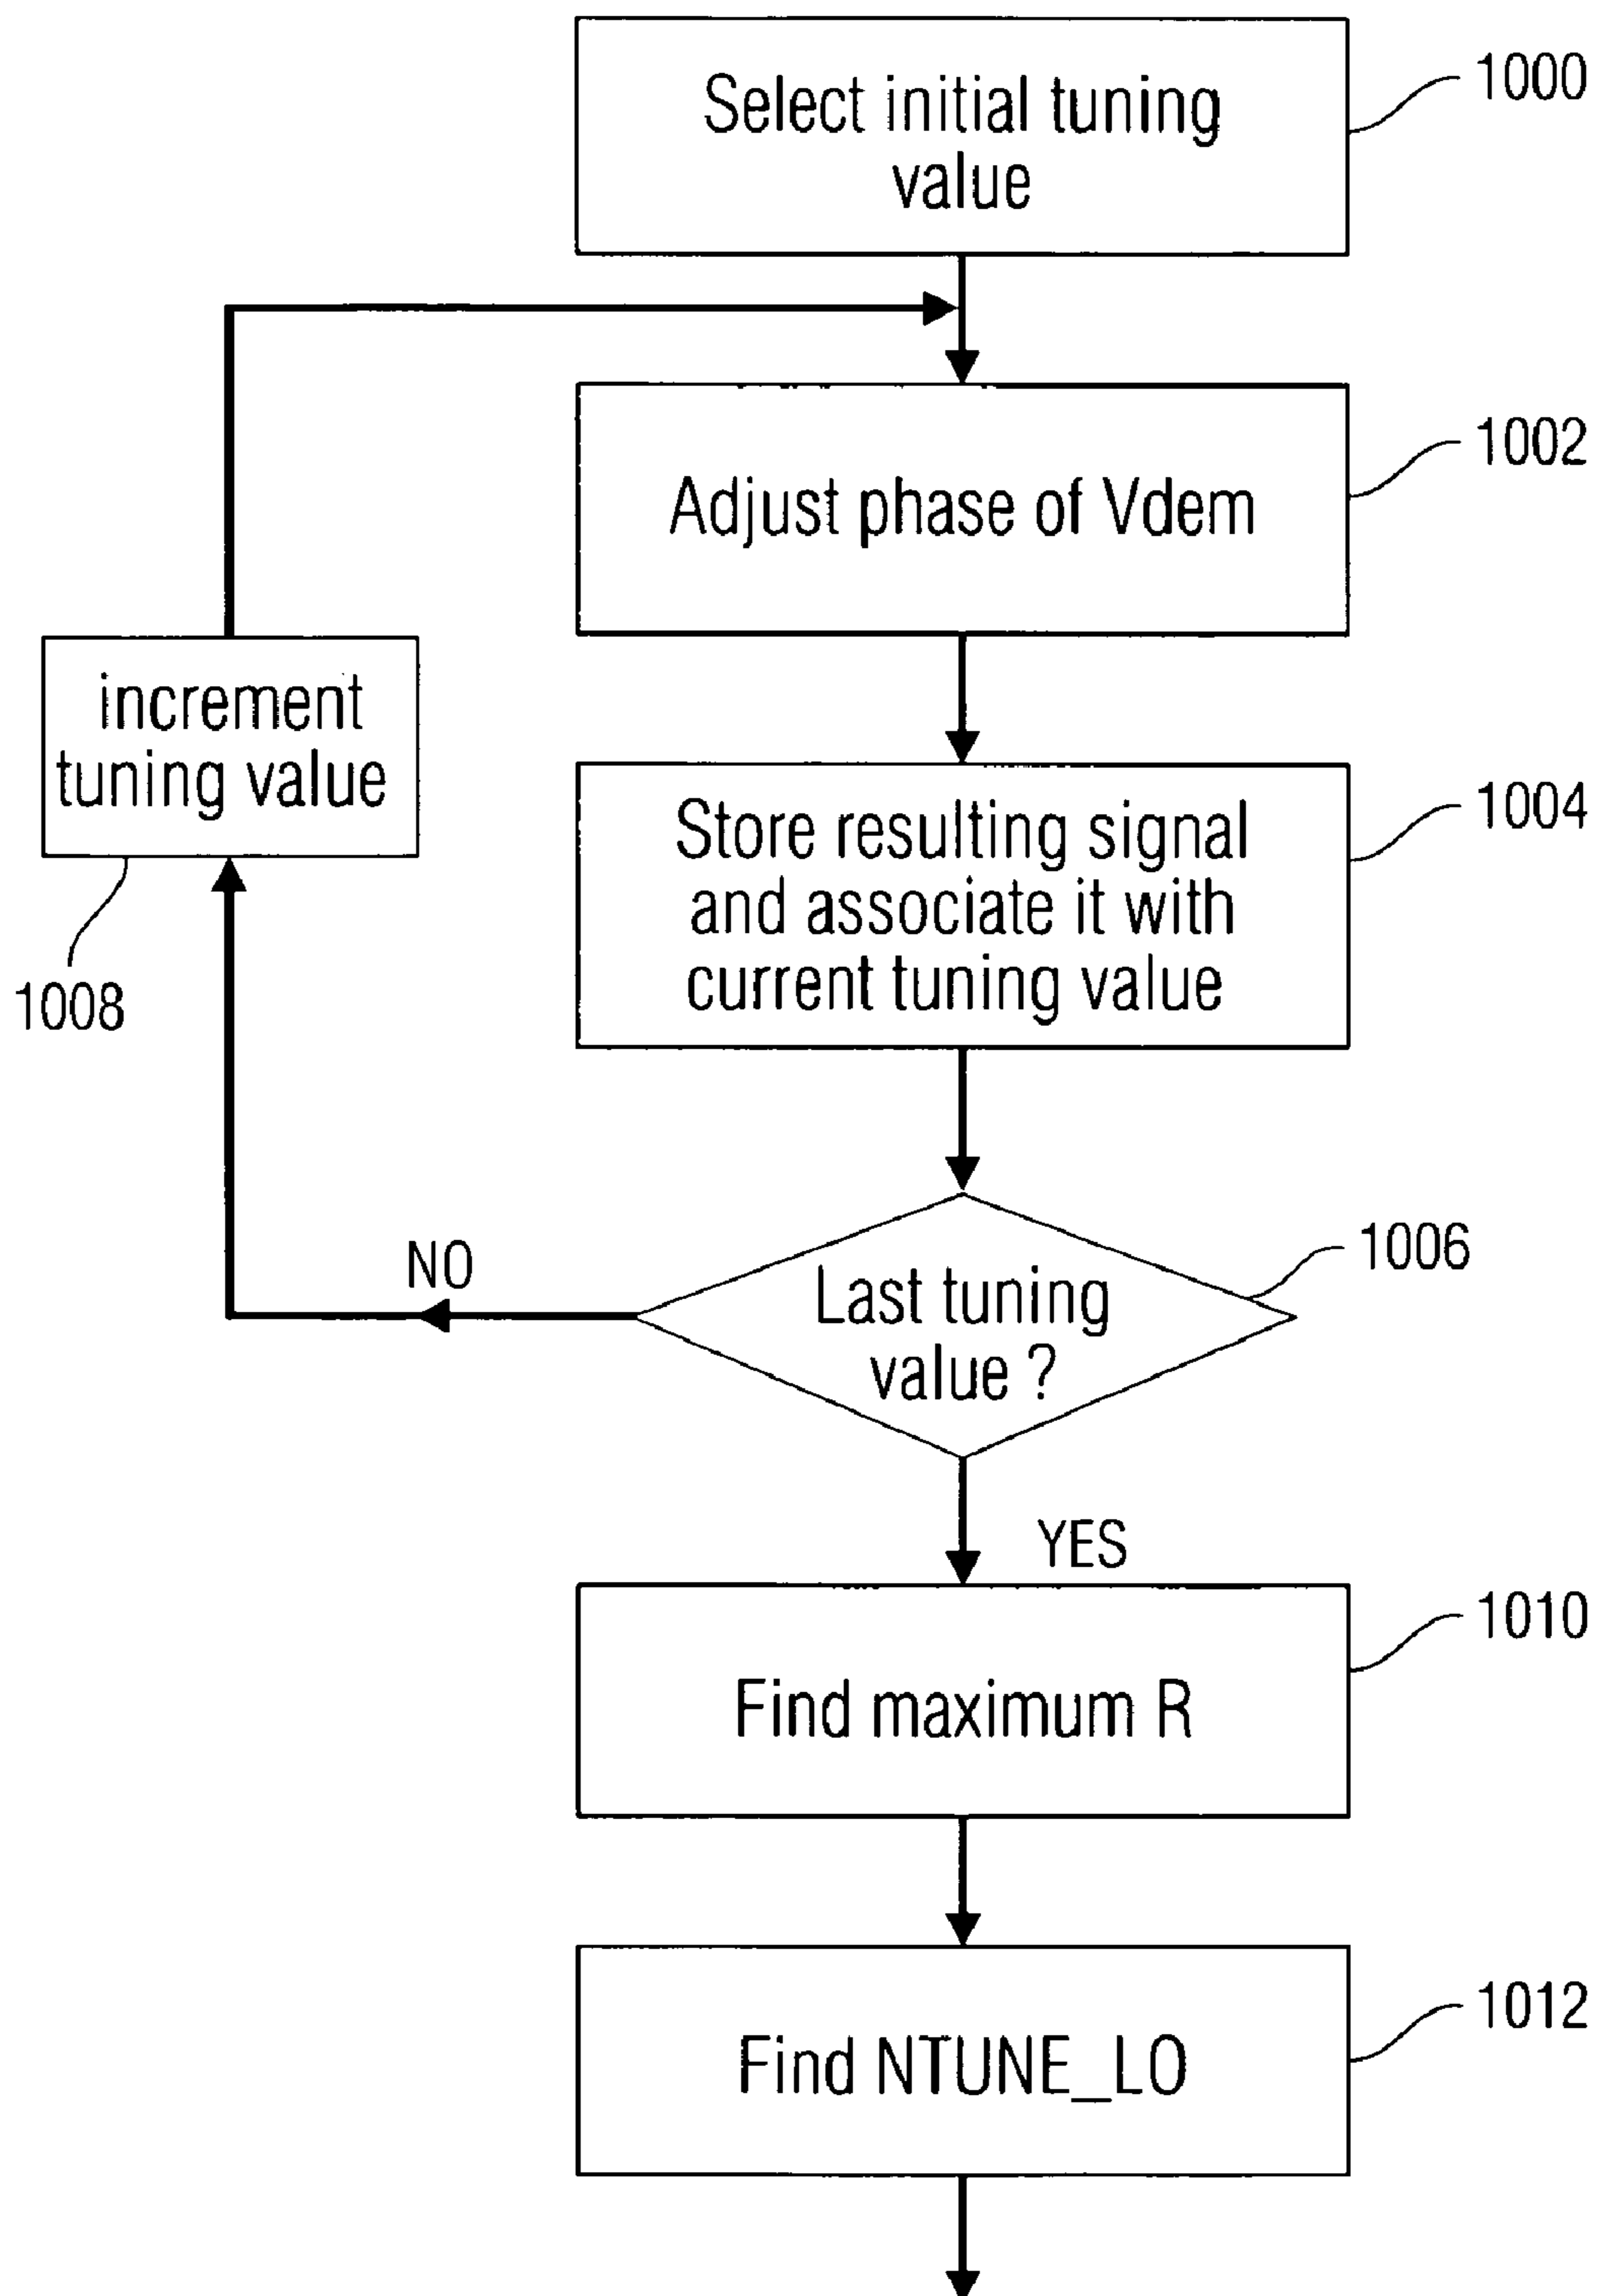 Select initial tuning
value
1000
Adjust phase of Vdem
1002
increment
tuning value
1008
Store resulting signal
and associate it with
current tuning value
1004
Last tuning
value ?
1006
NO
YES
Find maximum R
1010
Find NTUNE_LO
1012